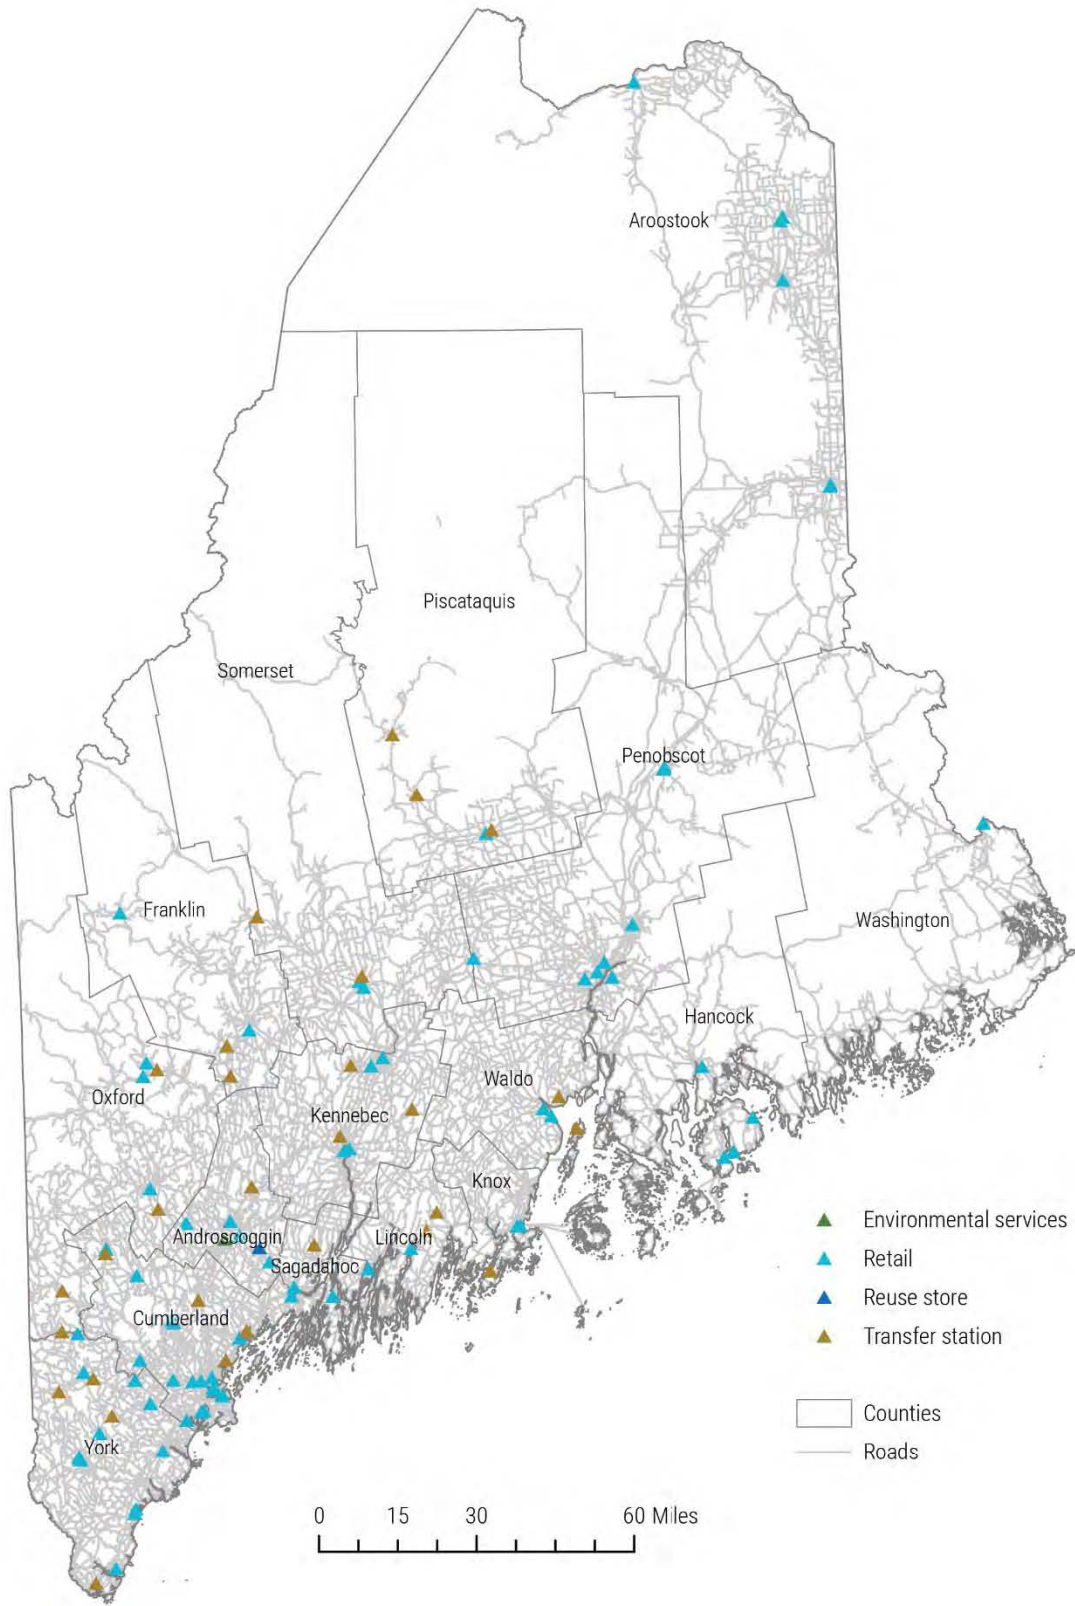 Aroostook
Piscataquis
Somerset
Penobscot
Franklin
Washington
Hancock
Waldo
Oxford
Kennebec
Knox
Androscoggin
Lincoln
Sagadahoc
Cumberland
York
Environmental services
Retail
Reuse store
Transfer station
Counties
Roads
0 15 30 60 Miles